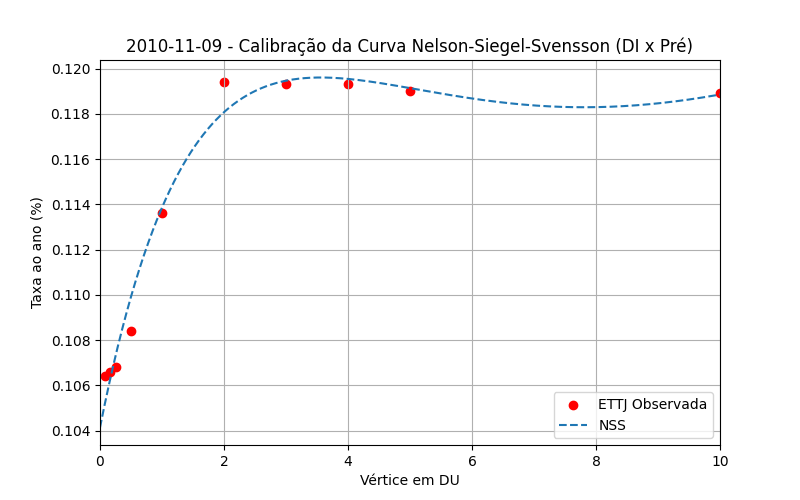 2010-11-09 - Calibração da Curva Nelson-Siegel-Svensson (DI x Pré)
Taxa ao ano (%)
0.120
0.118
0.116
0.114
0.112
0.110
0.108
0.106
0.104
ETTJ Observada
NSS
0 2 4 6 8 10
Vértice em DU